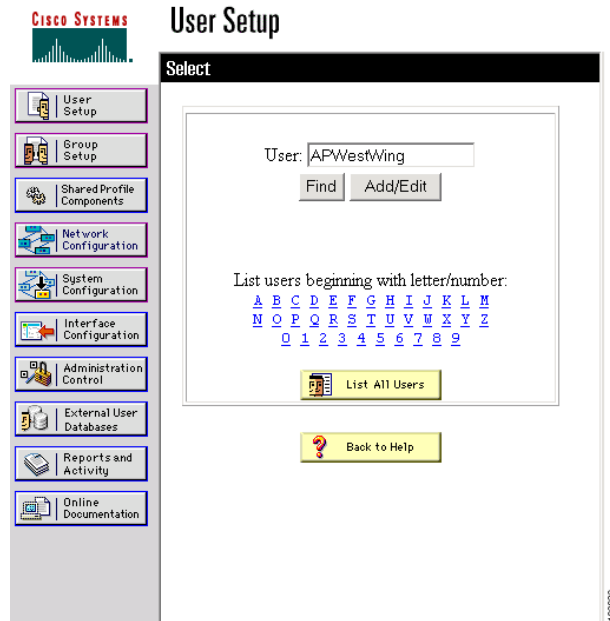 CISCO SYSTEMS
User Setup
Select
User
Setup
Group
Setup
Shared Profile
Components
Network
Configuration
System
Configuration
Interface
Configuration
Administration
Control
External User
Databases
Reports and
Activity
Online
Documentation
User: APWestWing
Find Add/Edit
List users beginning with letter/number:
A B C D E F G H I J K L M
N O P Q R S T U V W X Y Z
0 1 2 3 4 5 6 7 8 9
List All Users
Back to Help